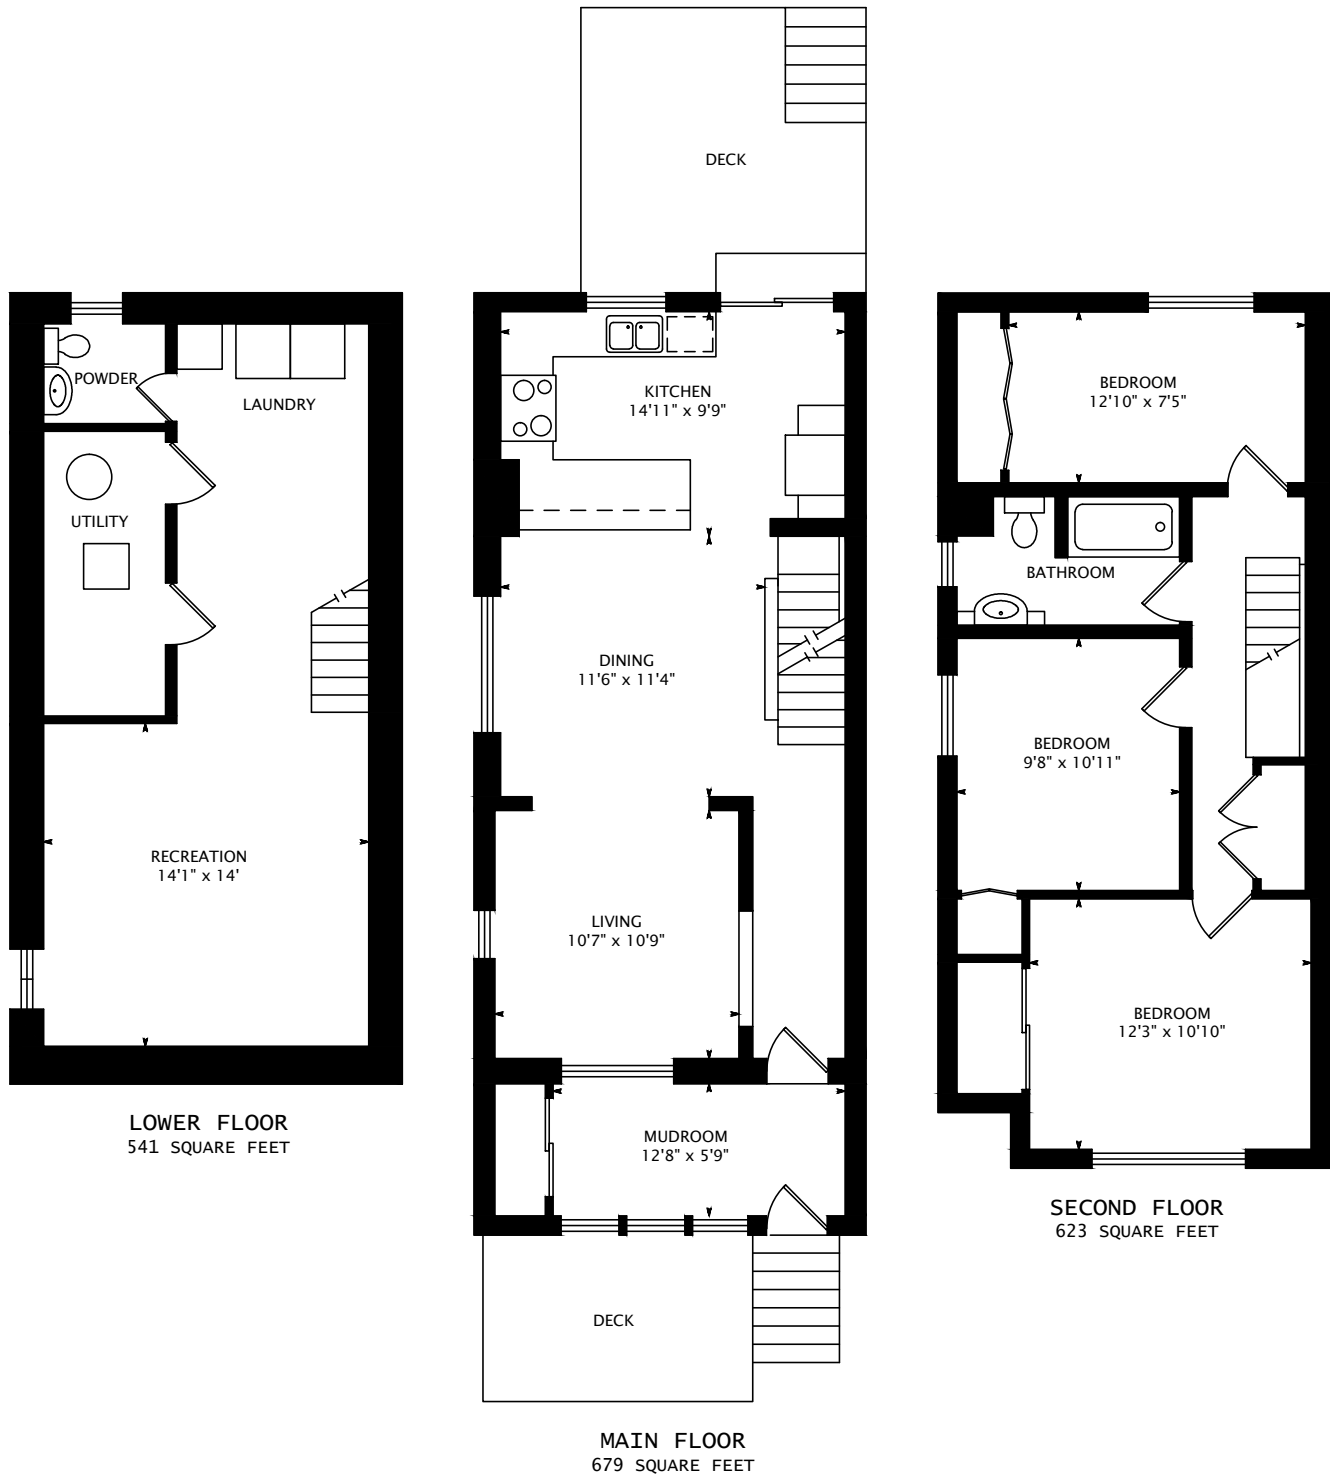 POWDER
LAUNDRY
UTILITY
RECREATION
14'1" x 14'
LOWER FLOOR
541 SQUARE FEET
DECK
KITCHEN
14'11" x 9'9"
DINING
11'6" x 11'4"
LIVING
10'7" x 10'9"
MUDROOM
12'8" x 5'9"
DECK
MAIN FLOOR
679 SQUARE FEET
BEDROOM
12'10" x 7'5"
BATHROOM
BEDROOM
9'8" x 10'11"
BEDROOM
12'3" x 10'10"
SECOND FLOOR
623 SQUARE FEET